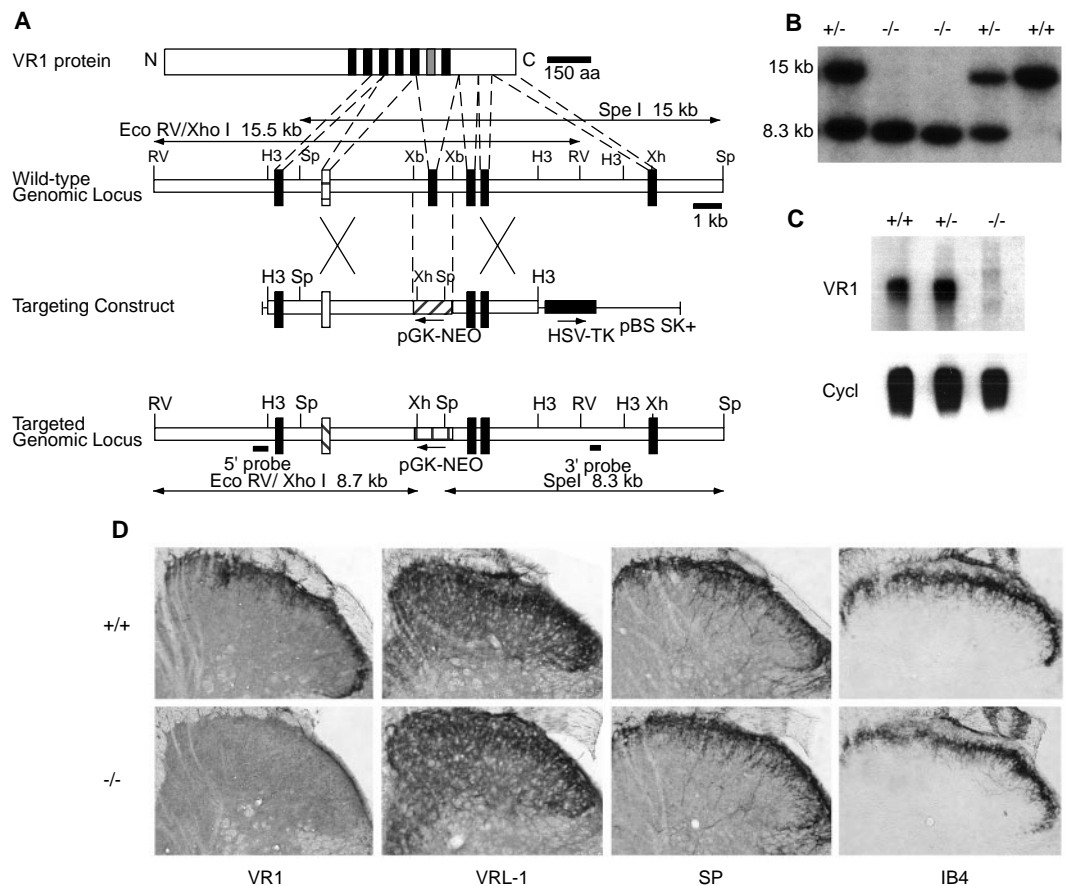 A
VR1 protein
N
C
150 aa
Spe I 15 kb
Eco RV/Xho I 15.5 kb
RV H3 Sp Xb Xb H3 RV H3 Xh Sp
Wild-type
Genomic Locus
1 kb
H3 Sp Xh Sp H3
Targeting Construct
pGK-NEO
HSV-TK
pBS SK+
RV H3 Sp Xh Sp H3 RV H3 Xh Sp
Targeted
Genomic Locus
5' probe
pGK-NEO
3' probe
Eco RV/ Xho I 8.7 kb
SpeI 8.3 kb
B
+/- -/- -/- +/- +/+
15 kb
8.3 kb
C
+/+ +/- -/-
VR1
Cycl
D
+/+
-/-
VR1 VRL-1 SP IB4